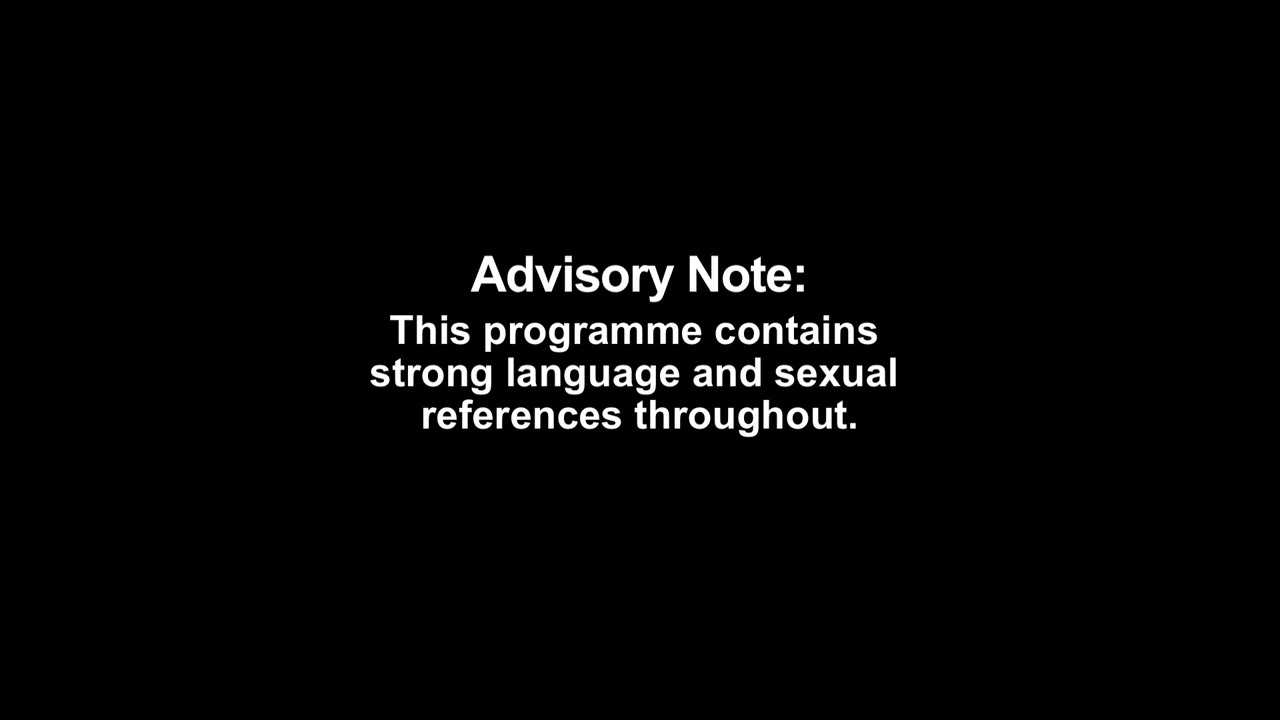 Advisory Note:
This programme contains
strong language and sexual
references throughout.